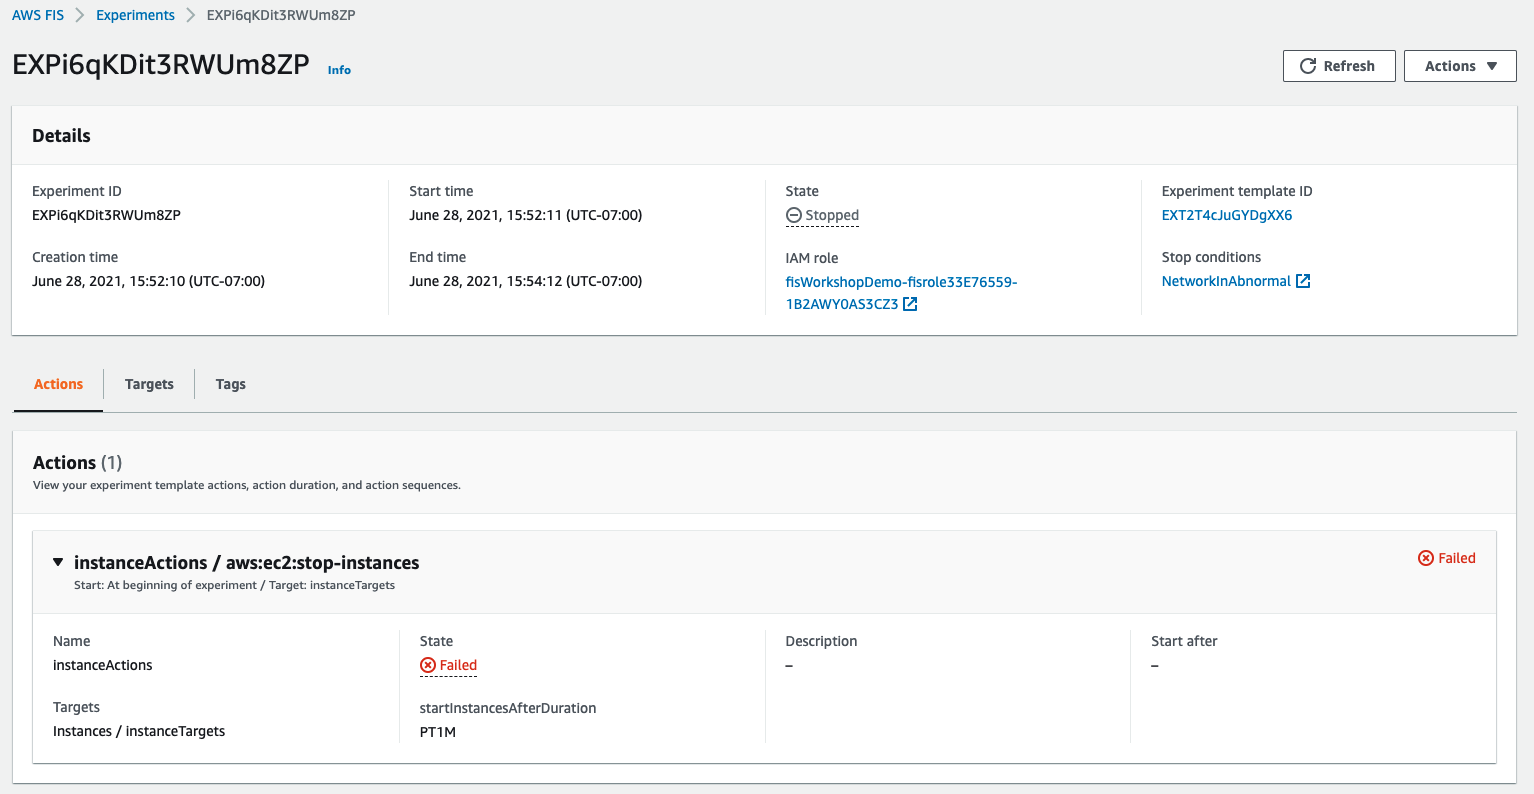 AWS FIS > Experiments > EXPi6qKDit3RWUm8ZP
EXPi6qKDit3RWUm8ZP Info
Refresh
Actions
Details
Experiment ID
EXPi6qKDit3RWUm8ZP
Creation time
June 28, 2021, 15:52:10 (UTC-07:00)
Start time
June 28, 2021, 15:52:11 (UTC-07:00)
End time
June 28, 2021, 15:54:12 (UTC-07:00)
State
Stopped
IAM role
fisWorkshopDemo-fisrole33E76559-
1B2AWY0AS3CZ3
Experiment template ID
EXT2T4cJuGYDgXX6
Stop conditions
NetworkInAbnormal
Actions
Targets
Tags
Actions (1)
View your experiment template actions, action duration, and action sequences.
instanceActions / aws:ec2:stop-instances
Failed
Start: At beginning of experiment / Target: instanceTargets
Name
instanceActions
Targets
Instances / instanceTargets
State
Failed
startInstancesAfterDuration
PT1M
Description
–
Start after
–